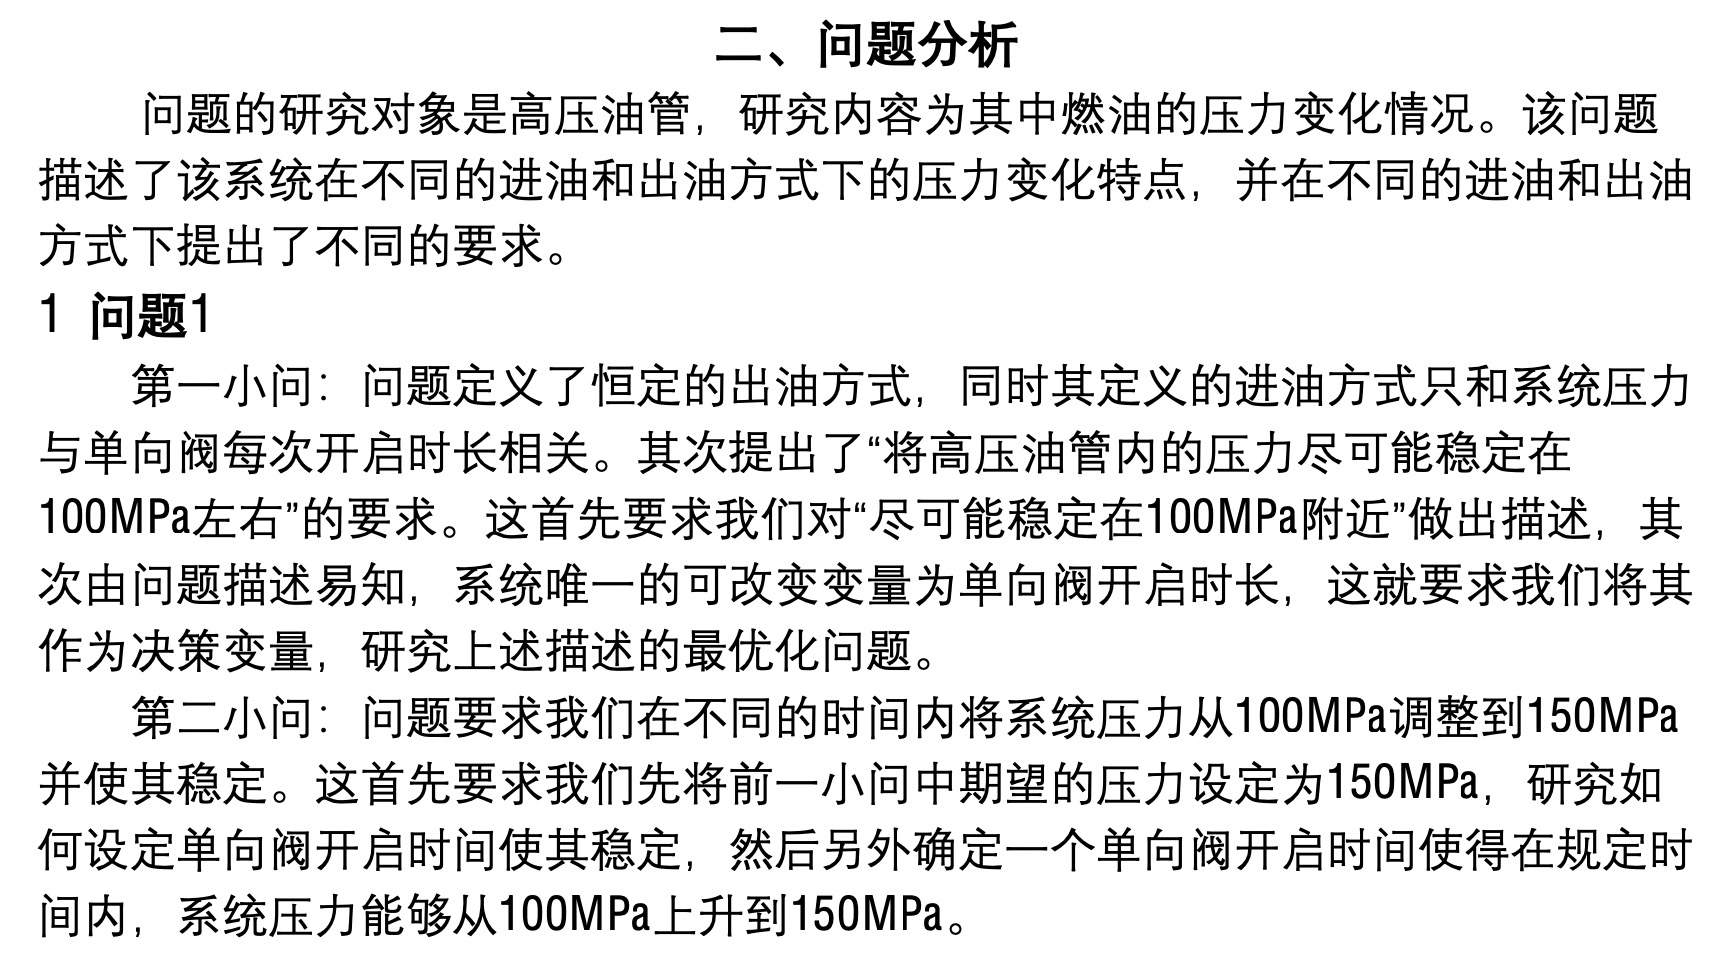 二、问题分析
问题的研究对象是高压油管，研究内容为其中燃油的压力变化情况。该问题
描述了该系统在不同的进油和出油方式下的压力变化特点，并在不同的进油和出油
方式下提出了不同的要求。
1 问题1
第一小问：问题定义了恒定的出油方式，同时其定义的进油方式只和系统压力
与单向阀每次开启时长相关。其次提出了“将高压油管内的压力尽可能稳定在
100MPa左右”的要求。这首先要求我们对“尽可能稳定在100MPa附近”做出描述，其
次由问题描述易知，系统唯一的可改变变量为单向阀开启时长，这就要求我们将其
作为决策变量，研究上述描述的最优化问题。
第二小问：问题要求我们在不同的时间内将系统压力从100MPa调整到150MPa
并使其稳定。这首先要求我们先将前一小问中期望的压力设定为150MPa，研究如
何设定单向阀开启时间使其稳定，然后另外确定一个单向阀开启时间使得在规定时
间内，系统压力能够从100MPa上升到150MPa。